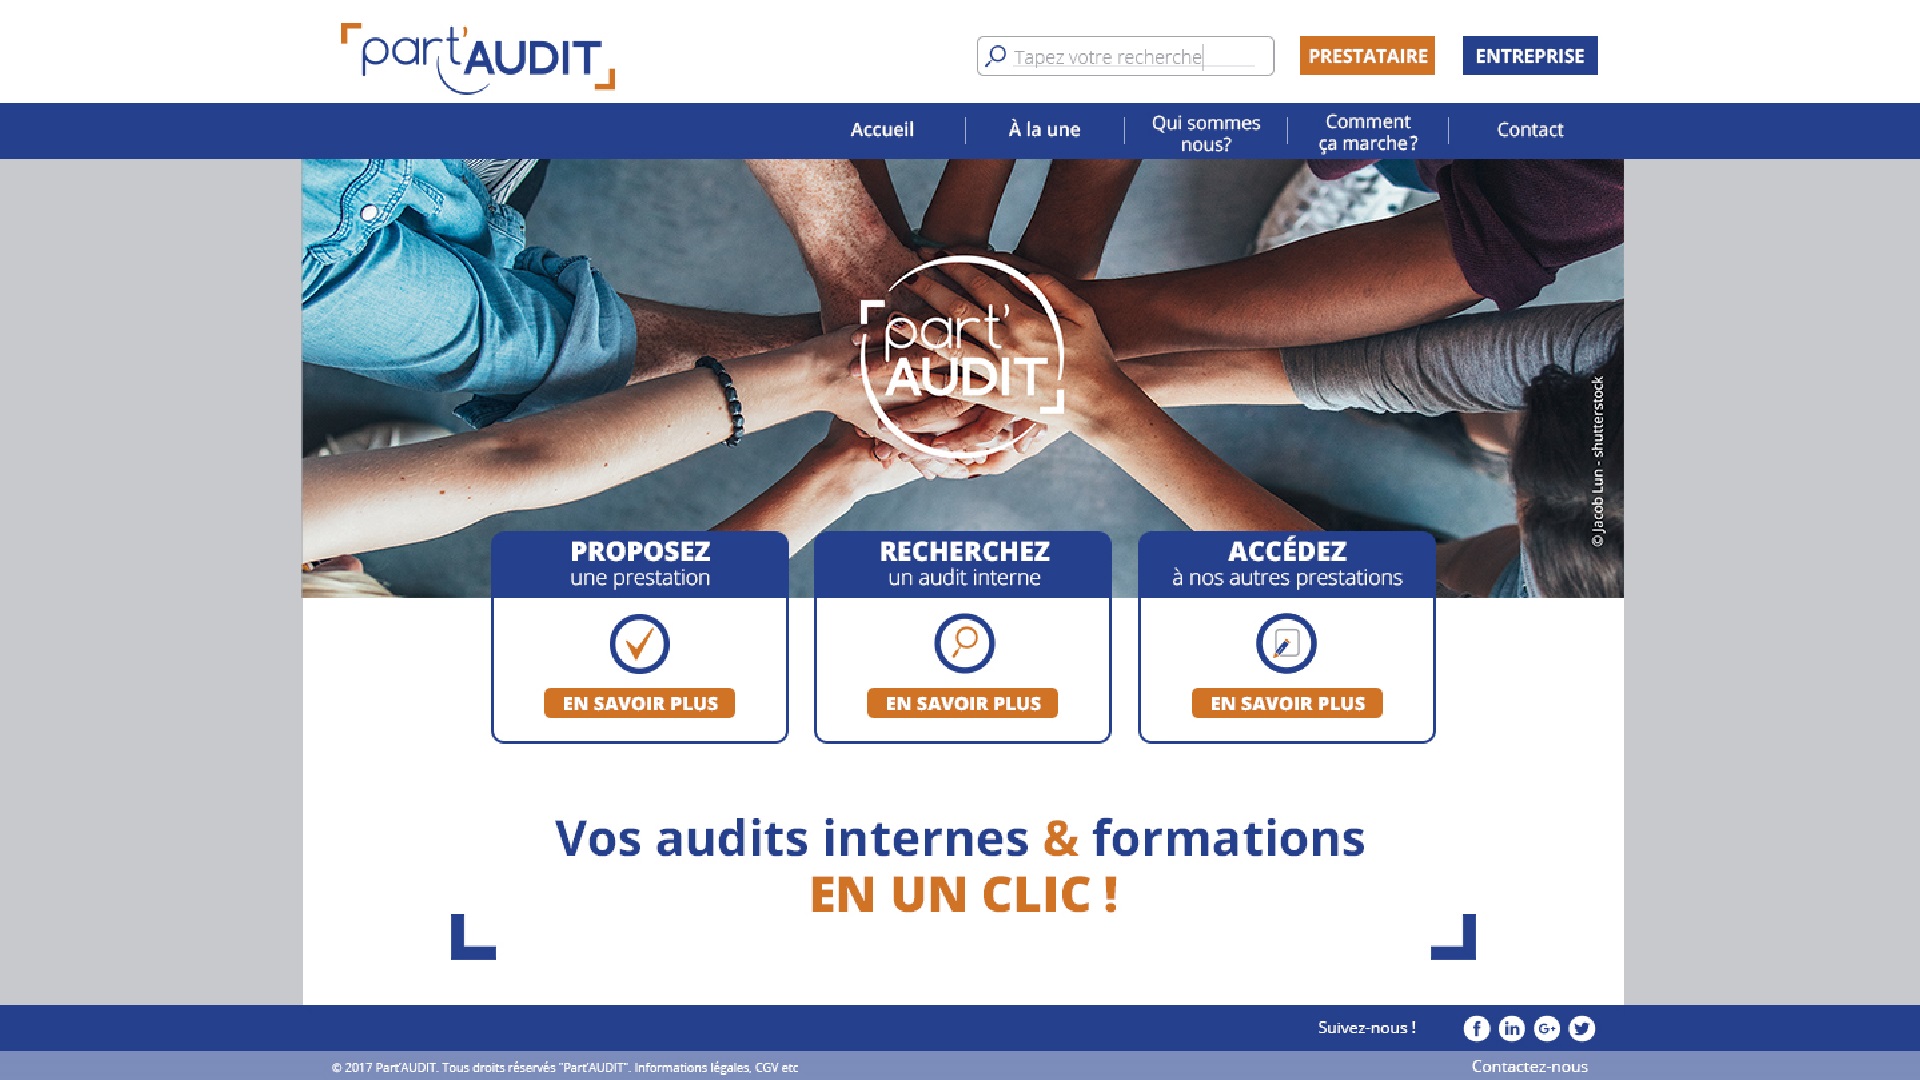 part'AUDIT
Tapez votre recherche
PRESTATAIRE
ENTREPRISE
Accueil
À la une
Qui sommes
nous?
Comment
ça marche?
Contact
part'
AUDIT
© Jacob Lun - shutterstock
PROPOSEZ
une prestation
EN SAVOIR PLUS
RECHERCHEZ
un audit interne
EN SAVOIR PLUS
ACCÉDEZ
à nos autres prestations
EN SAVOIR PLUS
Vos audits internes & formations
EN UN CLIC !
Suivez-nous !
f in G+
© 2017 Part'AUDIT. Tous droits réservés "Part'AUDIT". Informations légales, CGV etc
Contactez-nous